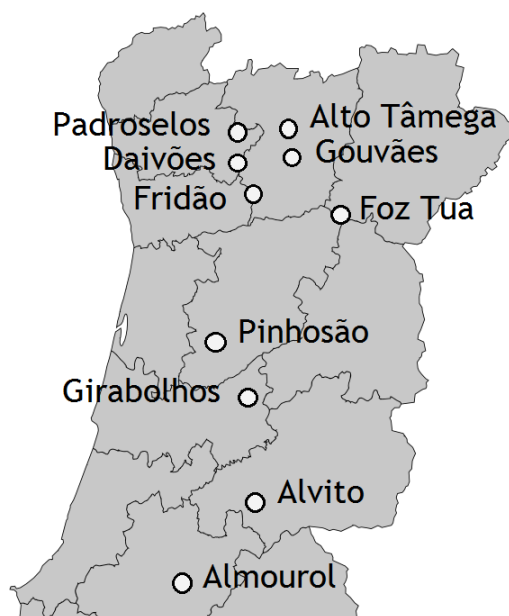 Padroselos
Alto Tâmega
Daivões
Gouvães
Fridão
Foz Tua
Pinhosão
Girabolhos
Alvito
Almourol